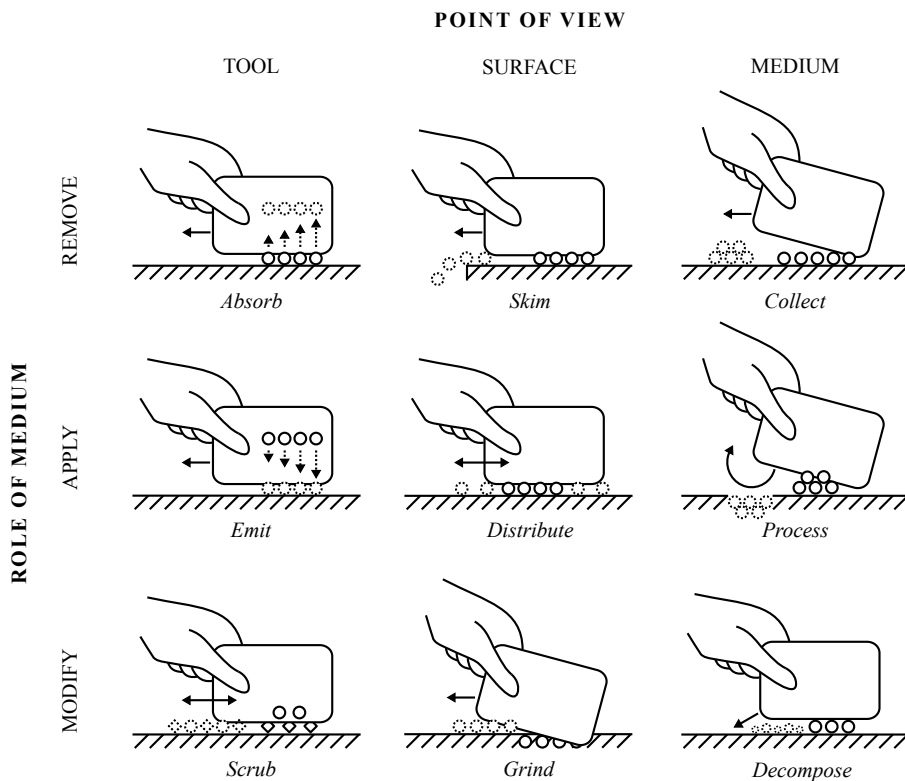 POINT OF VIEW
TOOL SURFACE MEDIUM
ROLE OF MEDIUM
REMOVE
Absorb Skim Collect
APPLY
Emit Distribute Process
MODIFY
Scrub Grind Decompose